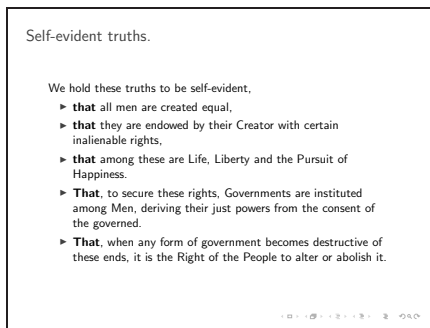 Self-evident truths.
We hold these truths to be self-evident,
▶ that all men are created equal,
▶ that they are endowed by their Creator with certain
inalienable rights,
▶ that among these are Life, Liberty and the Pursuit of
Happiness.
▶ That, to secure these rights, Governments are instituted
among Men, deriving their just powers from the consent of
the governed.
▶ That, when any form of government becomes destructive of
these ends, it is the Right of the People to alter or abolish it.